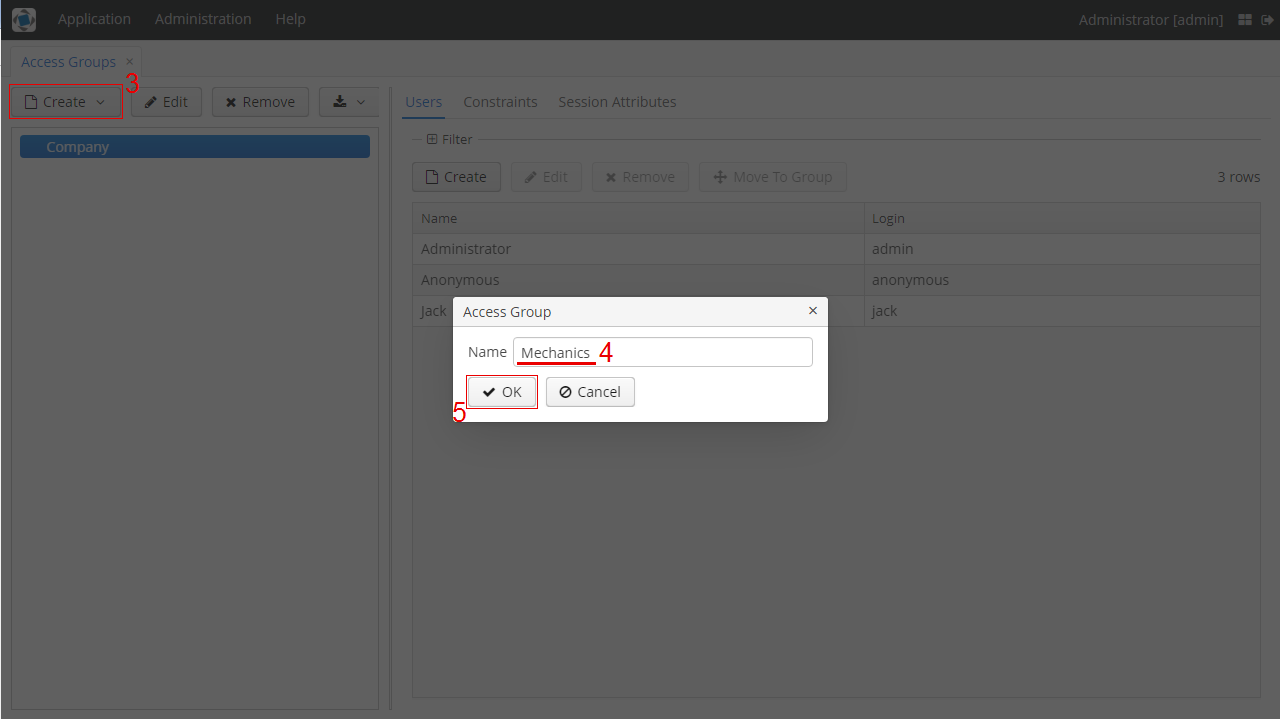 Application Administration Help Administrator [admin]
Access Groups ×
3
Create Edit Remove
Users Constraints Session Attributes
Company
Filter
Create Edit Remove Move To Group 3 rows
Name Login
Administrator admin
Anonymous anonymous
Jack jack
Access Group ×
Name Mechanics 4
OK Cancel
5